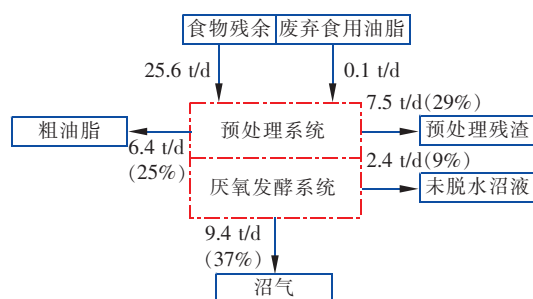 食物残余 废弃食用油脂
25.6 t/d 0.1 t/d
7.5 t/d(29%)
粗油脂 预处理系统 预处理残渣
6.4 t/d
(25%)
2.4 t/d(9%)
厌氧发酵系统 未脱水沼液
9.4 t/d
(37%)
沼气